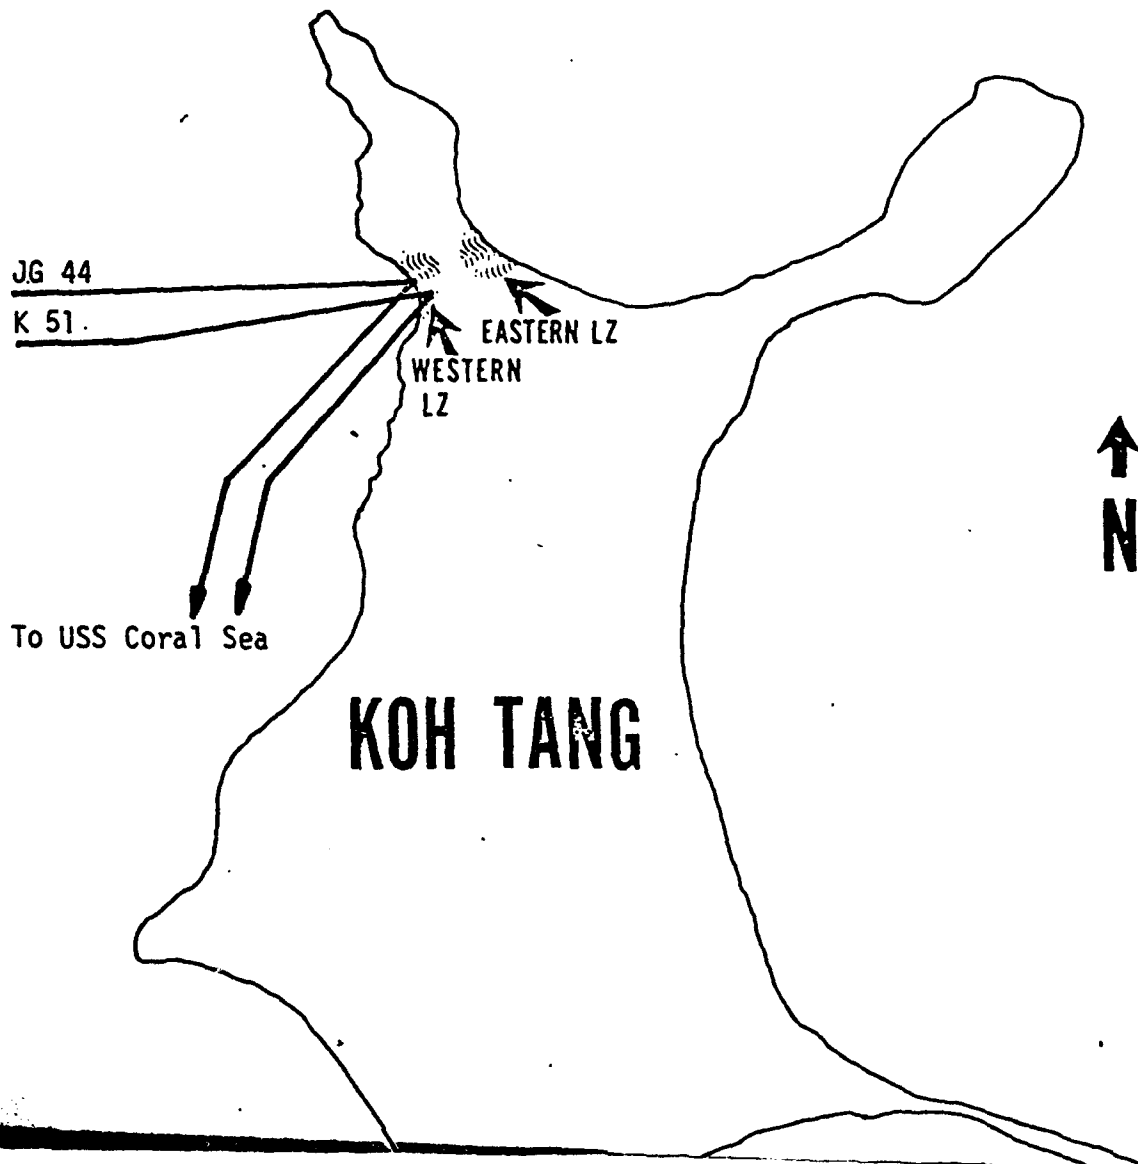 JG 44
K 51
EASTERN LZ
WESTERN
LZ
N
To USS Coral Sea
KOH TANG